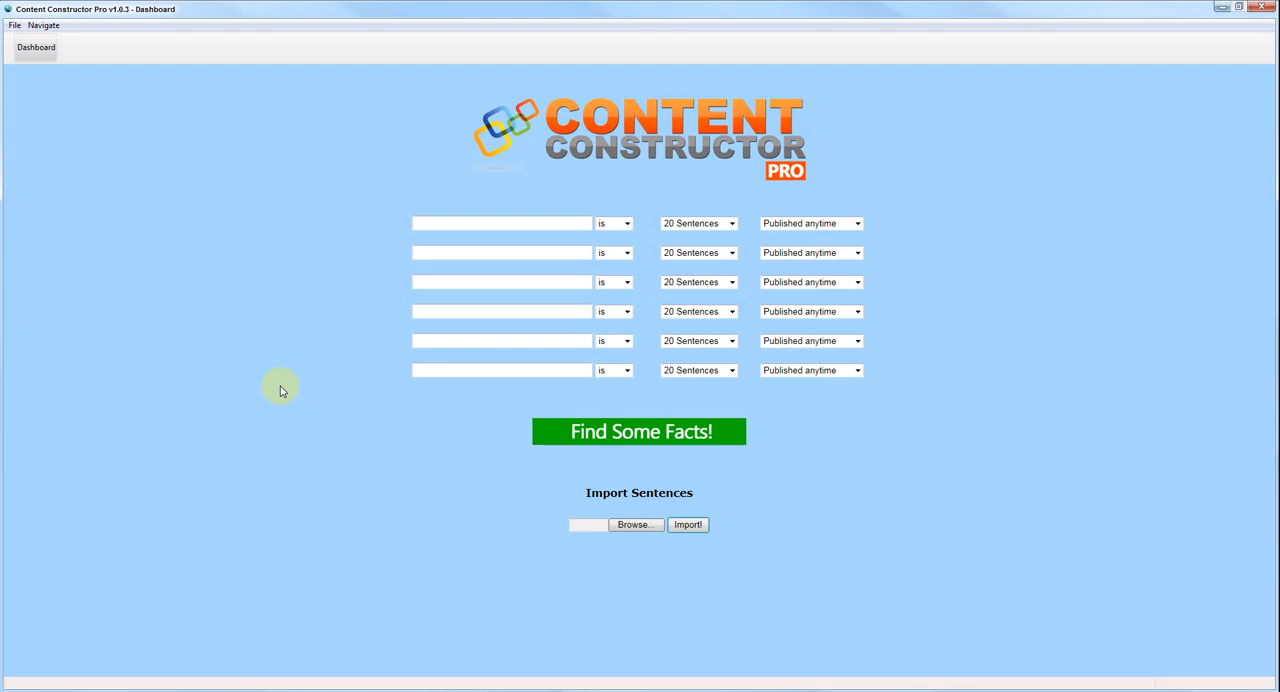 Content Constructor Pro v1.0.3 - Dashboard
File Navigate
Dashboard
CONTENT
CONSTRUCTOR
PRO
is 20 Sentences Published anytime
is 20 Sentences Published anytime
is 20 Sentences Published anytime
is 20 Sentences Published anytime
is 20 Sentences Published anytime
is 20 Sentences Published anytime
Find Some Facts!
Import Sentences
Browse... Import!